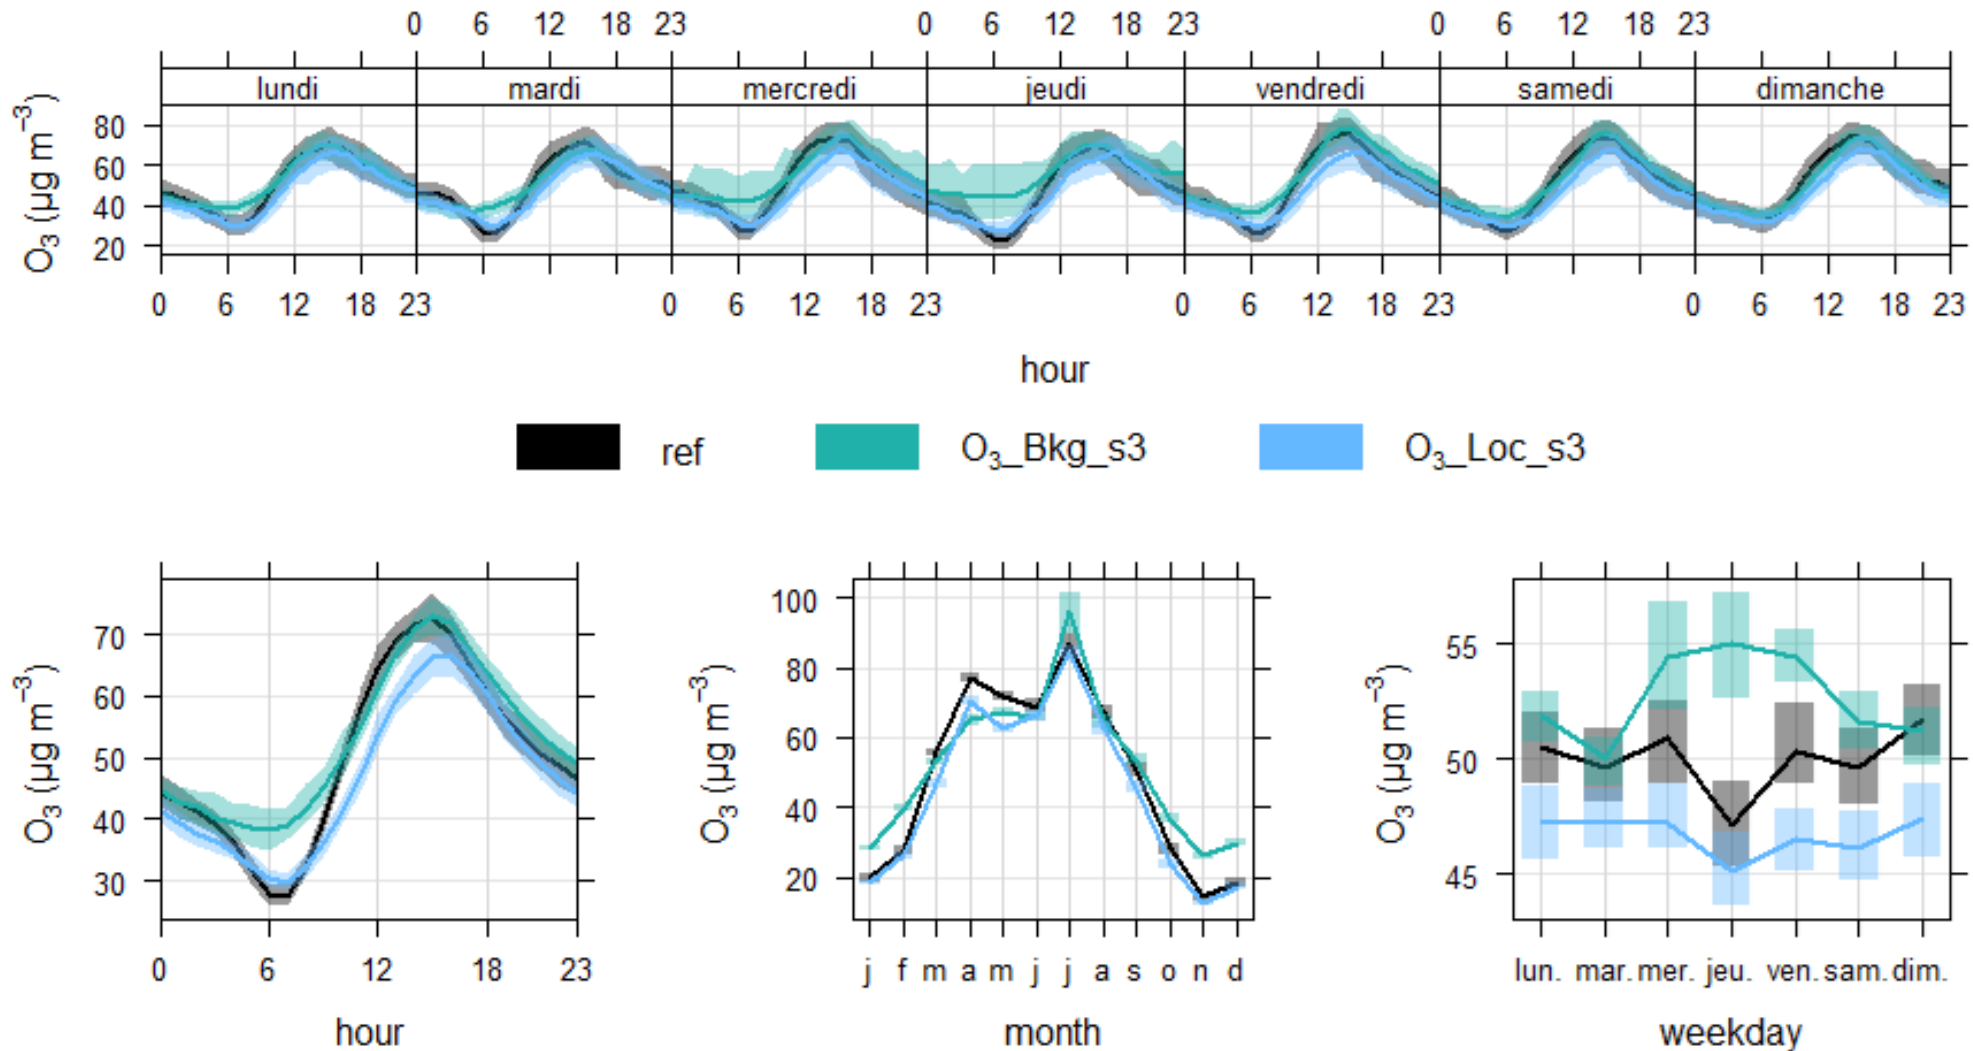 0 6 12 18 23 0 6 12 18 23 0 6 12 18 23
lundi mardi mercredi jeudi vendredi samedi dimanche
O₃ (µg m⁻³)
80
60
40
20
0 6 12 18 23 0 6 12 18 23 0 6 12 18 23 0 6 12 18 23
hour
ref O₃_Bkg_s3 O₃_Loc_s3
O₃ (µg m⁻³)
70
60
50
40
30
0 6 12 18 23
hour
O₃ (µg m⁻³)
100
80
60
40
20
j f m a m j j a s o n d
month
O₃ (µg m⁻³)
55
50
45
lun. mar. mer. jeu. ven. sam. dim.
weekday